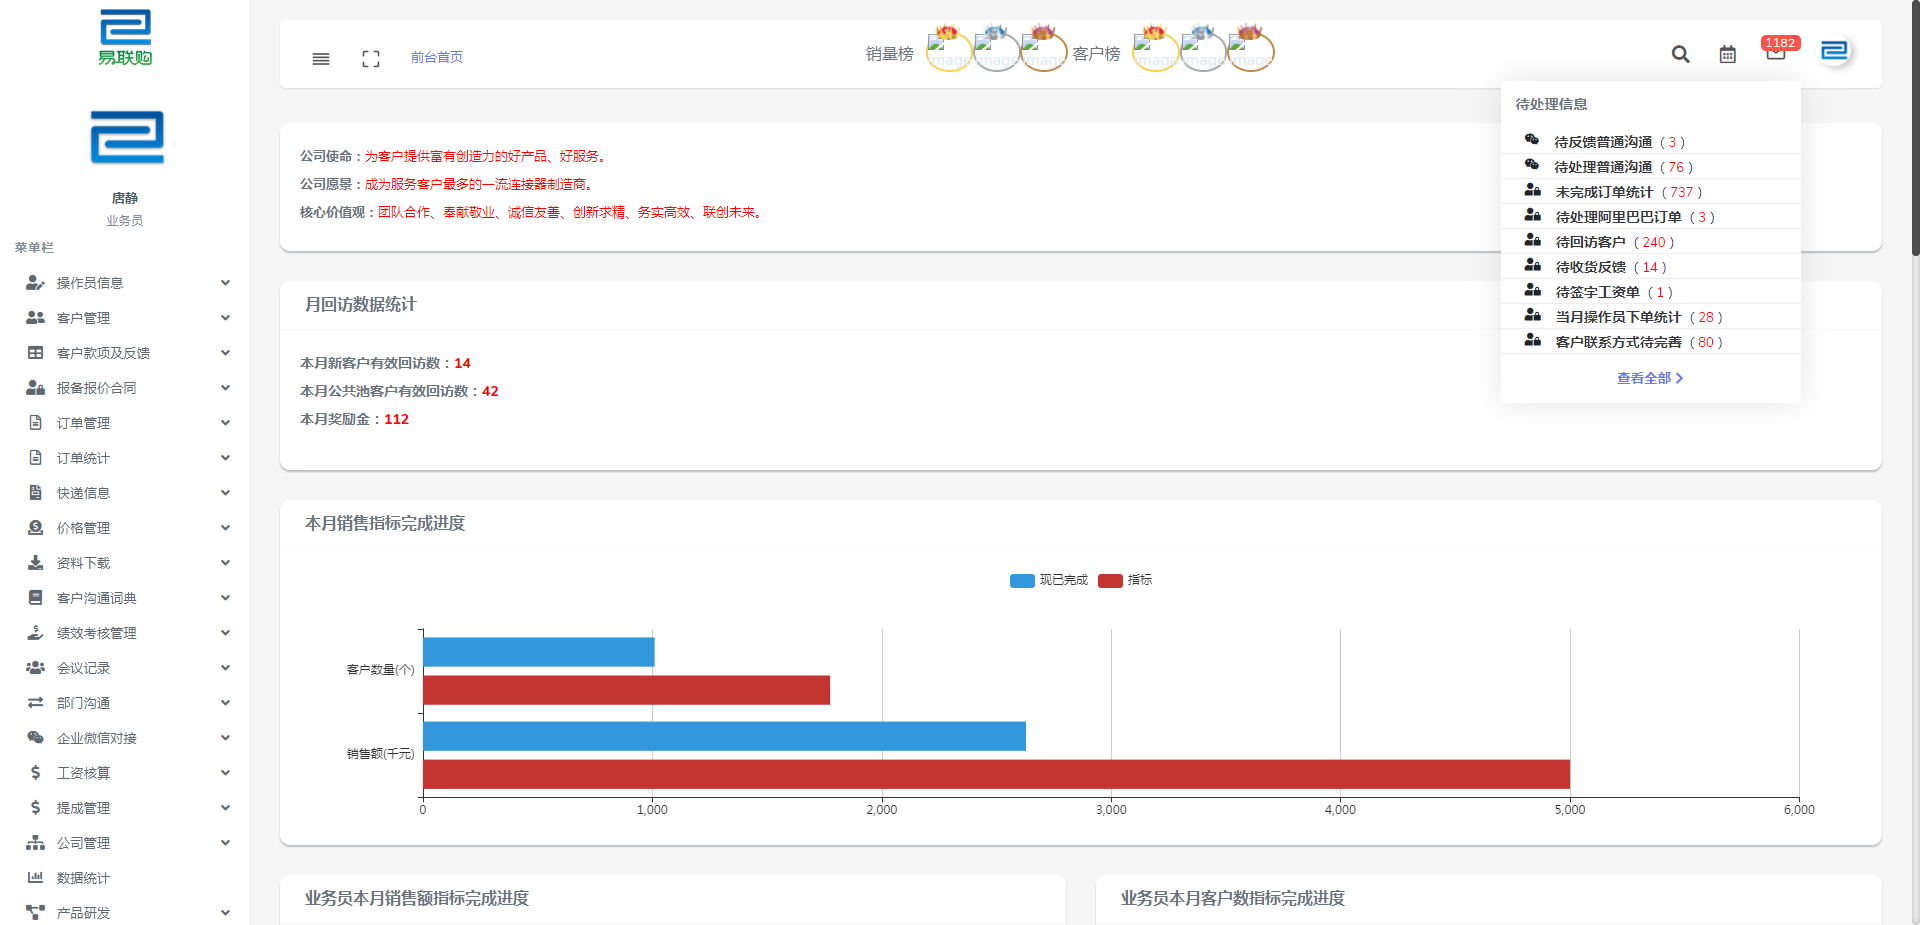 易联购
唐静
业务员
菜单栏
操作员信息
客户管理
客户款项及反馈
报备报价合同
订单管理
订单统计
快递信息
价格管理
资料下载
客户沟通词典
绩效考核管理
会议记录
部门沟通
企业微信对接
工资核算
提成管理
公司管理
数据统计
产品研发
前台首页
销量榜 image image image 客户榜 image image image
1182
待处理信息
待反馈普通沟通（ 3 ）
待处理普通沟通（ 76 ）
未完成订单统计（ 737 ）
待处理阿里巴巴订单（ 3 ）
待回访客户（ 240 ）
待收货反馈（ 14 ）
待签字工资单（ 1 ）
当月操作员下单统计（ 28 ）
客户联系方式待完善（ 80 ）
查看全部
公司使命：为客户提供富有创造力的好产品、好服务。
公司愿景：成为服务客户最多的一流连接器制造商。
核心价值观：团队合作、奉献敬业、诚信友善、创新求精、务实高效、联创未来。
月回访数据统计
本月新客户有效回访数：14
本月公共池客户有效回访数：42
本月奖励金：112
本月销售指标完成进度
现已完成 指标
客户数量(个)
销售额(千元)
0 1,000 2,000 3,000 4,000 5,000 6,000
业务员本月销售额指标完成进度
业务员本月客户数指标完成进度